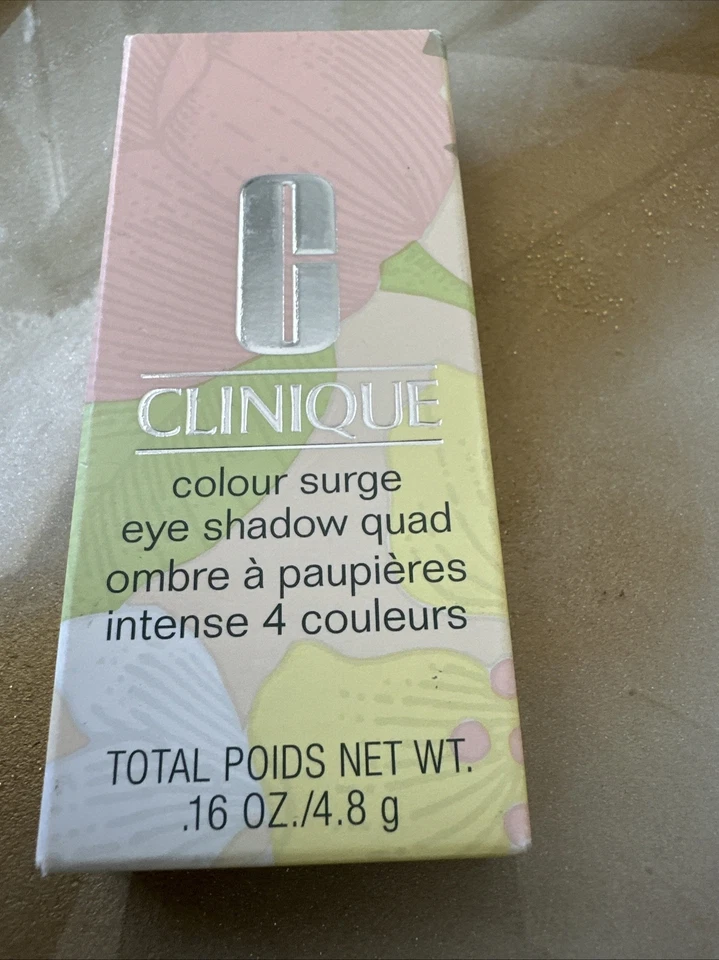 C
CLINIQUE
colour surge
eye shadow quad
ombre à paupières
intense 4 couleurs
TOTAL POIDS NET WT.
.16 OZ./4.8 g